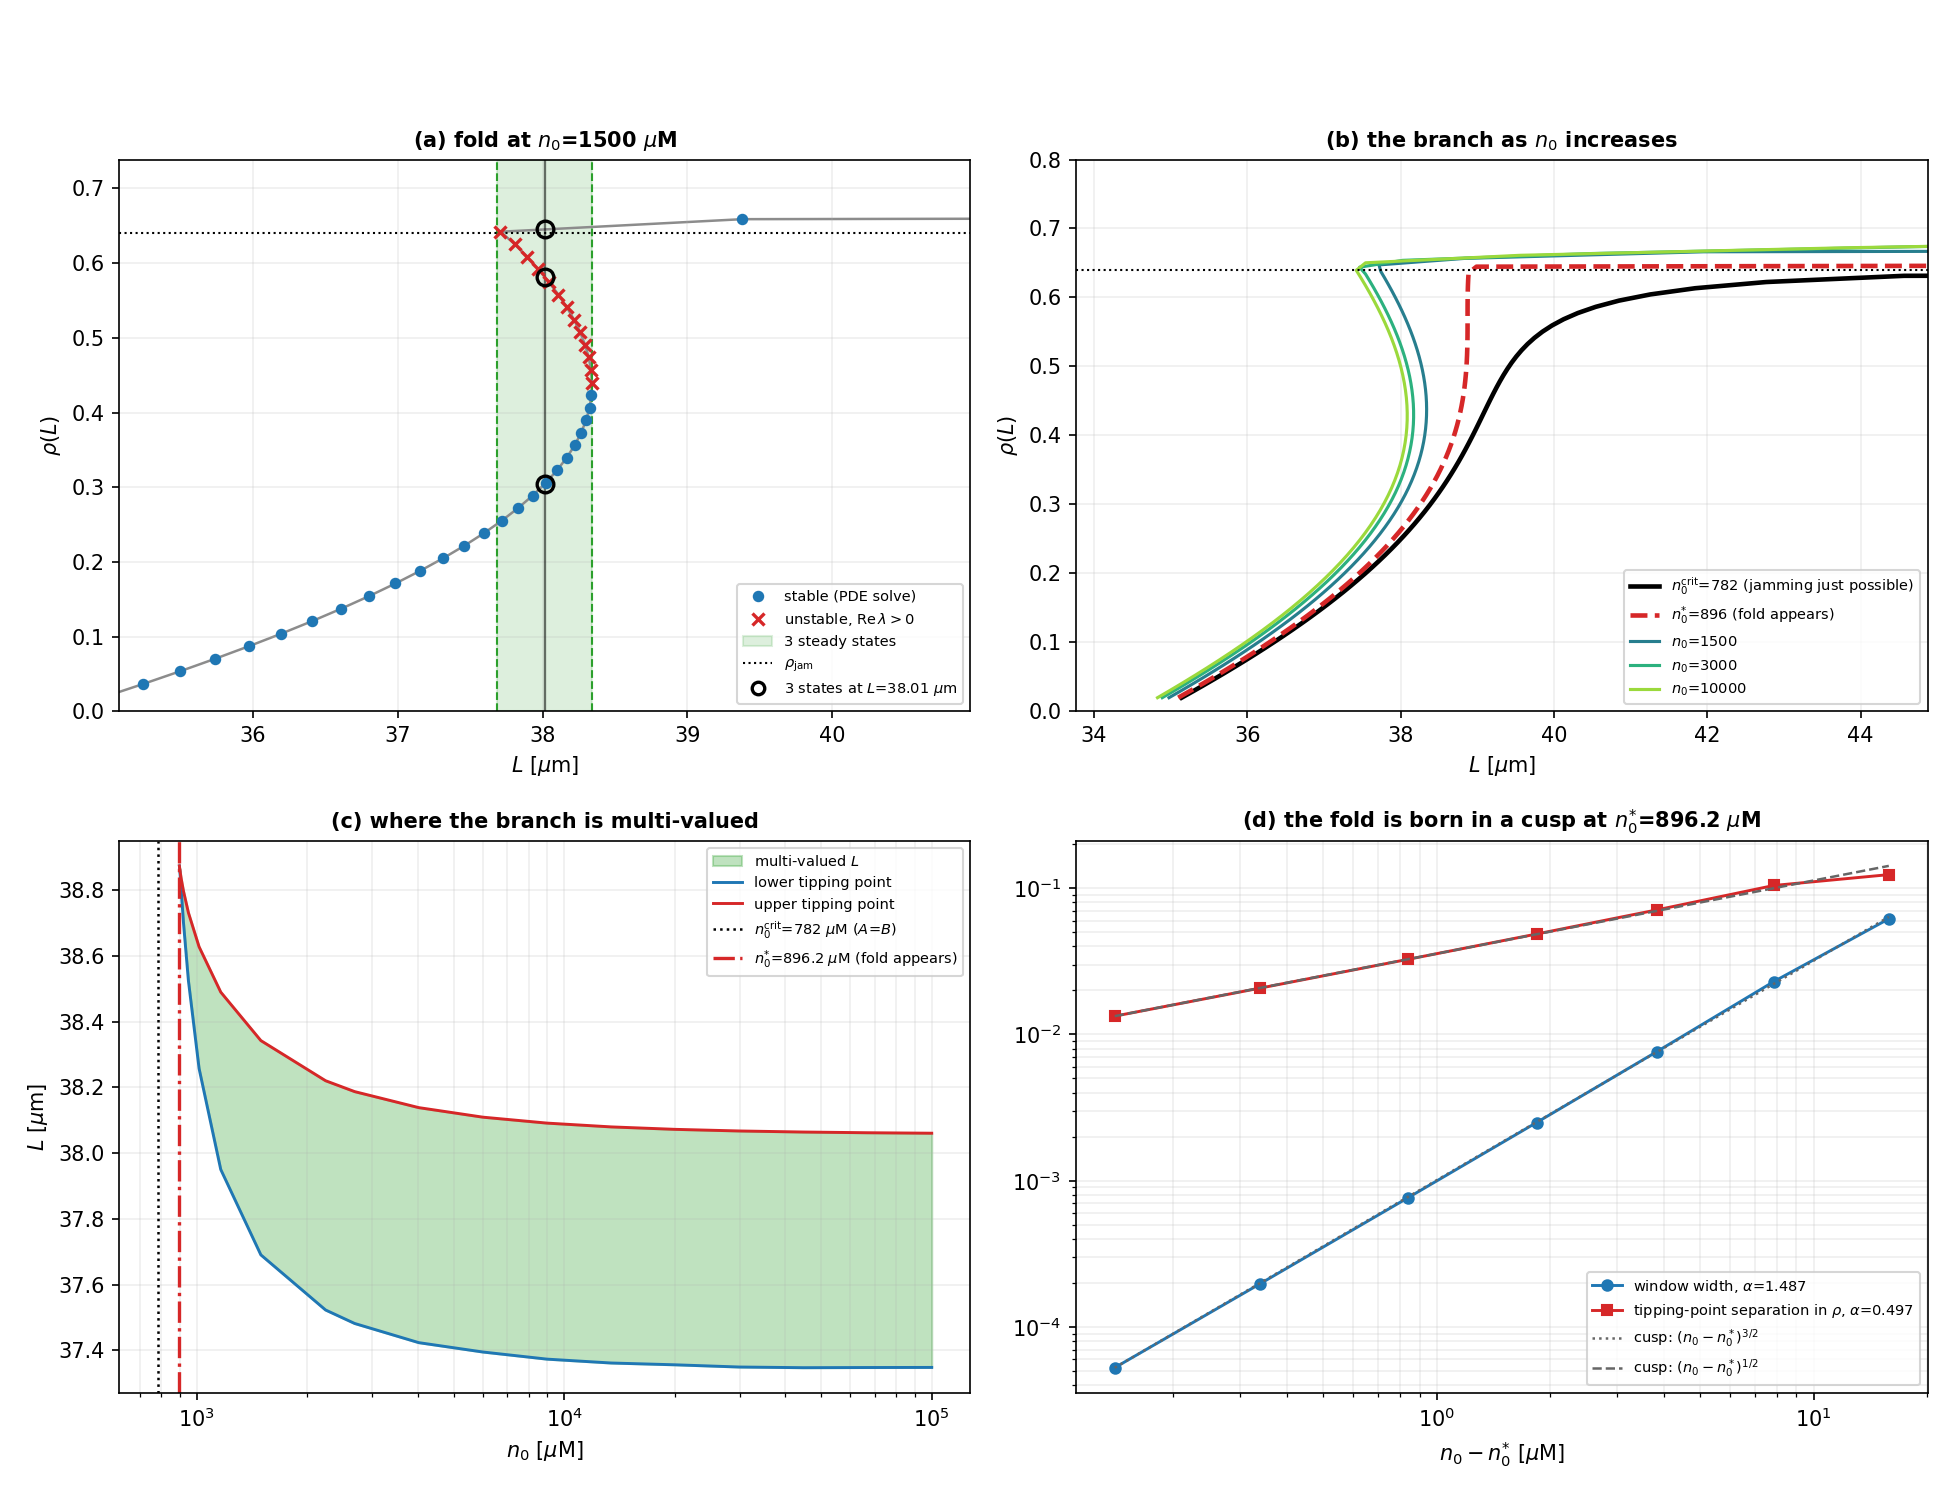 (a) fold at n₀=1500 μM
0.7
0.6
0.5
0.4
0.3
0.2
0.1
0.0
ρ(L)
36 37 38 39 40
L [μm]
stable (PDE solve)
unstable, Re λ > 0
3 steady states
ρ_jam
3 states at L=38.01 μm
(b) the branch as n₀ increases
0.8
0.7
0.6
0.5
0.4
0.3
0.2
0.1
0.0
ρ(L)
34 36 38 40 42 44
L [μm]
n₀^crit=782 (jamming just possible)
n₀^*=896 (fold appears)
n₀=1500
n₀=3000
n₀=10000
(c) where the branch is multi-valued
38.8
38.6
38.4
38.2
38.0
37.8
37.6
37.4
L [μm]
10³ 10⁴ 10⁵
n₀ [μM]
multi-valued L
lower tipping point
upper tipping point
n₀^crit=782 μM (A=B)
n₀^*=896.2 μM (fold appears)
(d) the fold is born in a cusp at n₀^*=896.2 μM
10⁻¹
10⁻²
10⁻³
10⁻⁴
10⁰ 10¹
n₀ − n₀^* [μM]
window width, α=1.487
tipping-point separation in ρ, α=0.497
cusp: (n₀ − n₀^*)^3/2
cusp: (n₀ − n₀^*)^1/2